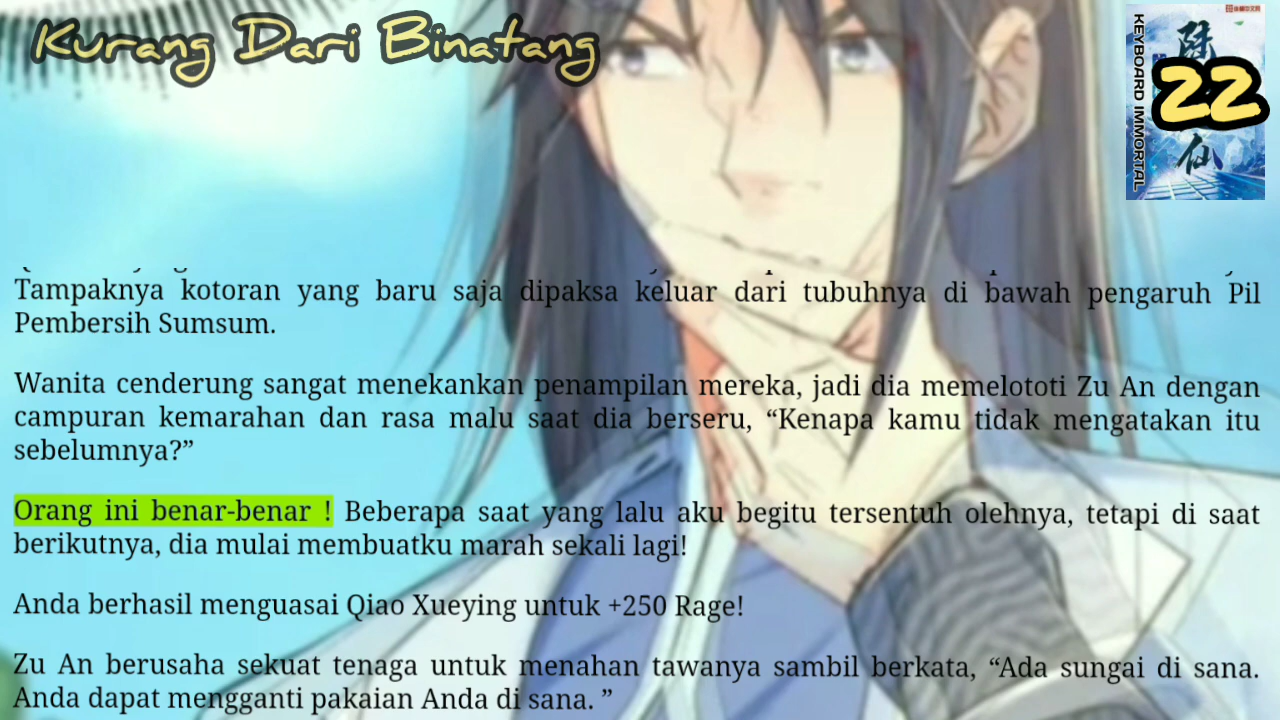 Kurang Dari Binatang
KEYBOARD IMMORTAL
22
仙
Tampaknya kotoran yang baru saja dipaksa keluar dari tubuhnya di bawah pengaruh Pil
Pembersih Sumsum.
Wanita cenderung sangat menekankan penampilan mereka, jadi dia memelototi Zu An dengan
campuran kemarahan dan rasa malu saat dia berseru, “Kenapa kamu tidak mengatakan itu
sebelumnya?”
Orang ini benar-benar ! Beberapa saat yang lalu aku begitu tersentuh olehnya, tetapi di saat
berikutnya, dia mulai membuatku marah sekali lagi!
Anda berhasil menguasai Qiao Xueying untuk +250 Rage!
Zu An berusaha sekuat tenaga untuk menahan tawanya sambil berkata, “Ada sungai di sana.
Anda dapat mengganti pakaian Anda di sana. ”